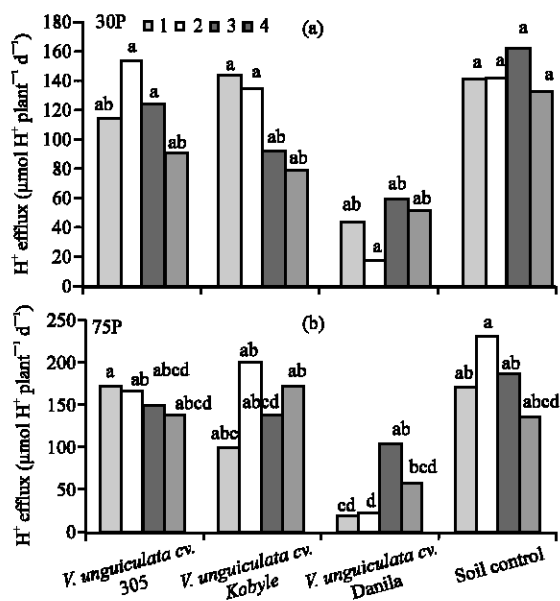 30P 1 2 3 4 (a)
H⁺ efflux (μmol H⁺ plant⁻¹ d⁻¹)
180
160
140
120
100
80
60
40
20
0
ab a a ab
a a ab ab
ab a ab ab
a a a a
75P (b)
H⁺ efflux (μmol H⁺ plant⁻¹ d⁻¹)
250
200
150
100
50
0
a ab abcd abcd
abc ab abcd ab
cd d ab bcd
ab a ab abcd
V. unguiculata cv.
305
V. unguiculata cv.
Kobyle
V. unguiculata cv.
Danila
Soil control